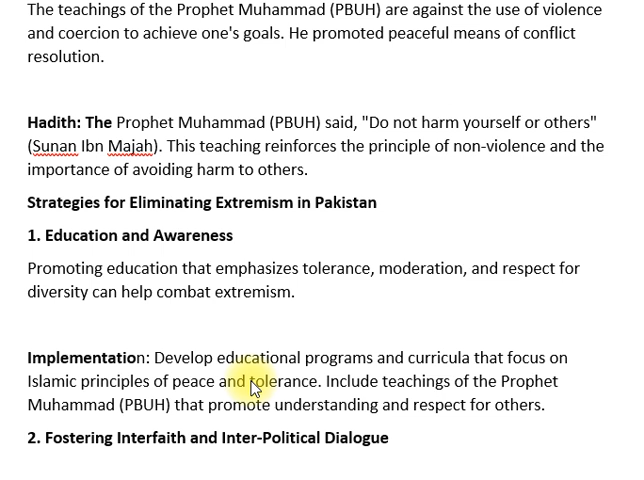 The teachings of the Prophet Muhammad (PBUH) are against the use of violence
and coercion to achieve one's goals. He promoted peaceful means of conflict
resolution.
Hadith: The Prophet Muhammad (PBUH) said, "Do not harm yourself or others"
(Sunan Ibn Majah). This teaching reinforces the principle of non-violence and the
importance of avoiding harm to others.
Strategies for Eliminating Extremism in Pakistan
1. Education and Awareness
Promoting education that emphasizes tolerance, moderation, and respect for
diversity can help combat extremism.
Implementation: Develop educational programs and curricula that focus on
Islamic principles of peace and tolerance. Include teachings of the Prophet
Muhammad (PBUH) that promote understanding and respect for others.
2. Fostering Interfaith and Inter-Political Dialogue